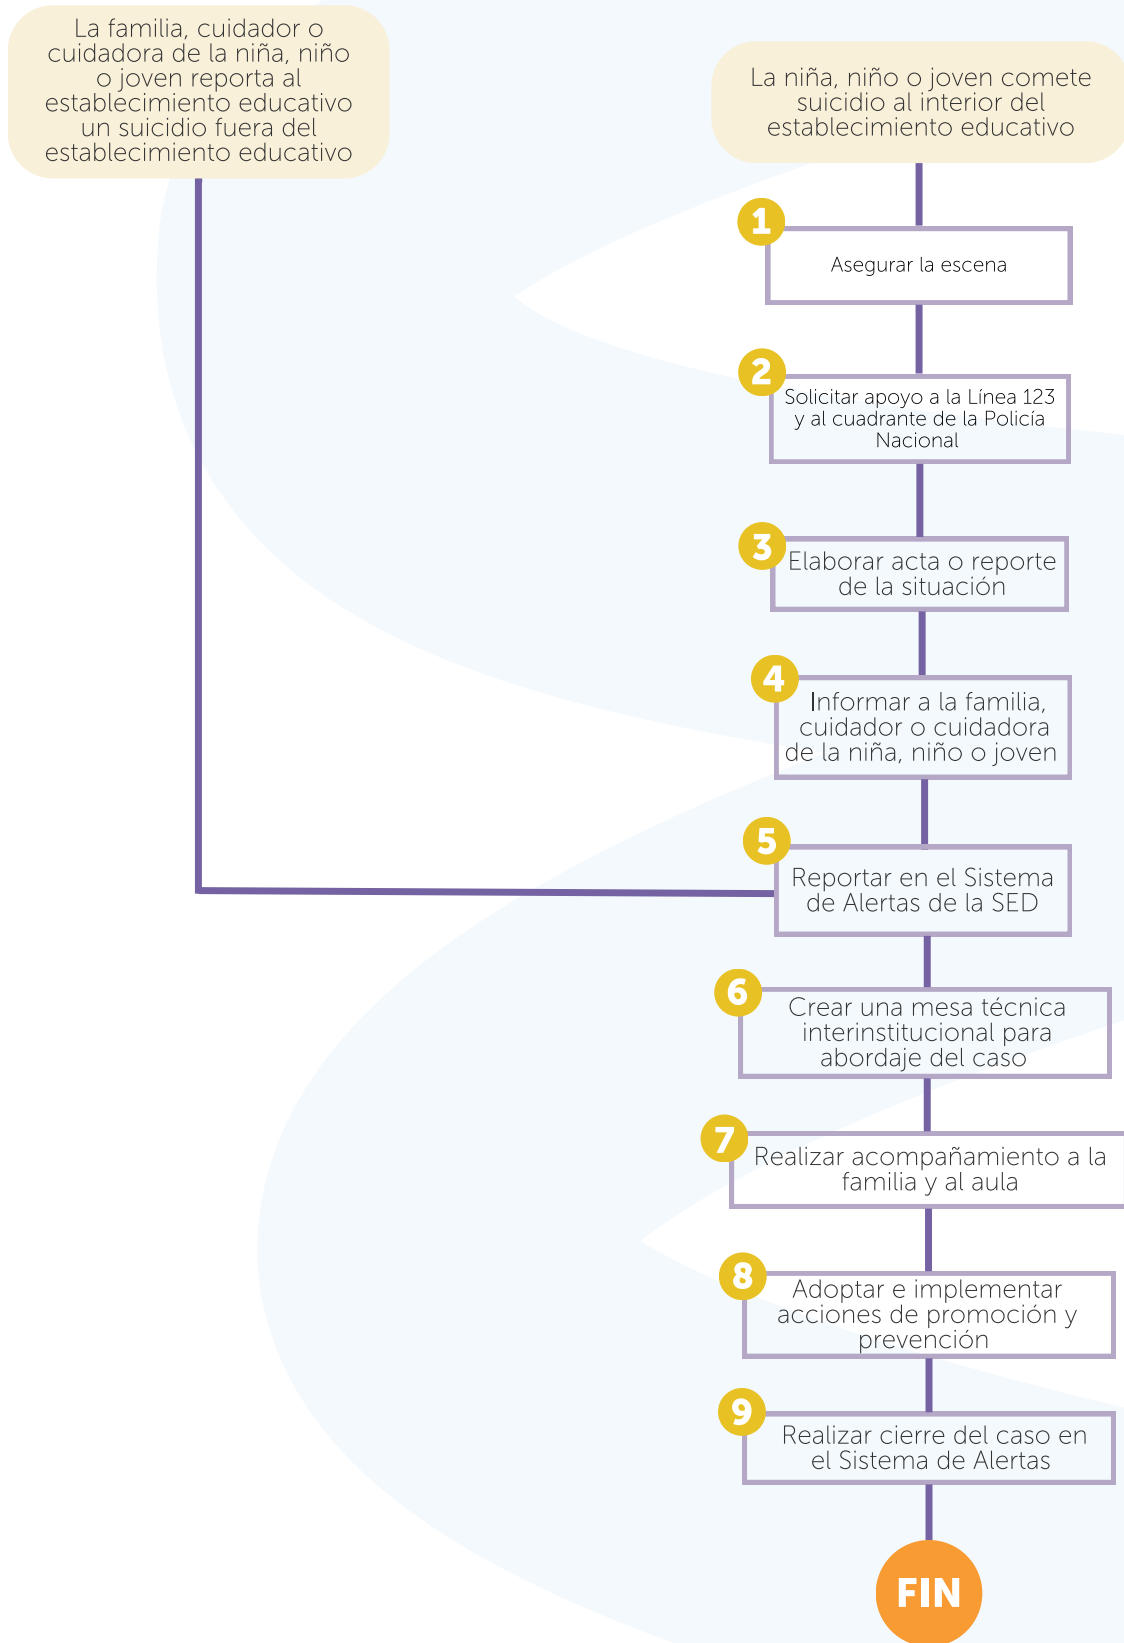 La familia, cuidador o
cuidadora de la niña, niño
o joven reporta al
establecimiento educativo
un suicidio fuera del
establecimiento educativo
La niña, niño o joven comete
suicidio al interior del
establecimiento educativo
1
Asegurar la escena
2
Solicitar apoyo a la Línea 123
y al cuadrante de la Policía
Nacional
3
Elaborar acta o reporte
de la situación
4
Informar a la familia,
cuidador o cuidadora
de la niña, niño o joven
5
Reportar en el Sistema
de Alertas de la SED
6
Crear una mesa técnica
interinstitucional para
abordaje del caso
7
Realizar acompañamiento a la
familia y al aula
8
Adoptar e implementar
acciones de promoción y
prevención
9
Realizar cierre del caso en
el Sistema de Alertas
FIN